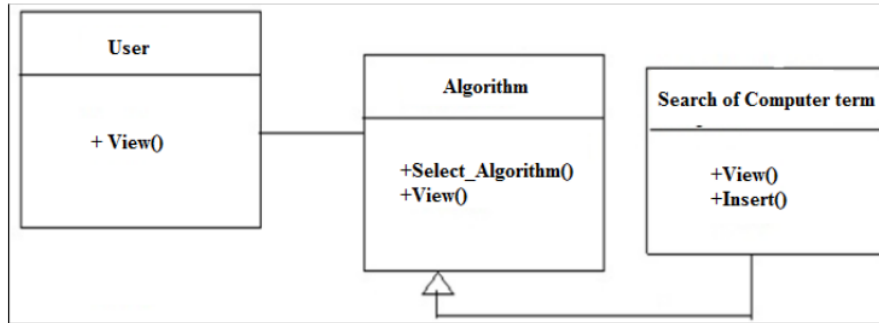 User
+ View()
Algorithm
+Select_Algorithm()
+View()
Search of Computer term
+View()
+Insert()